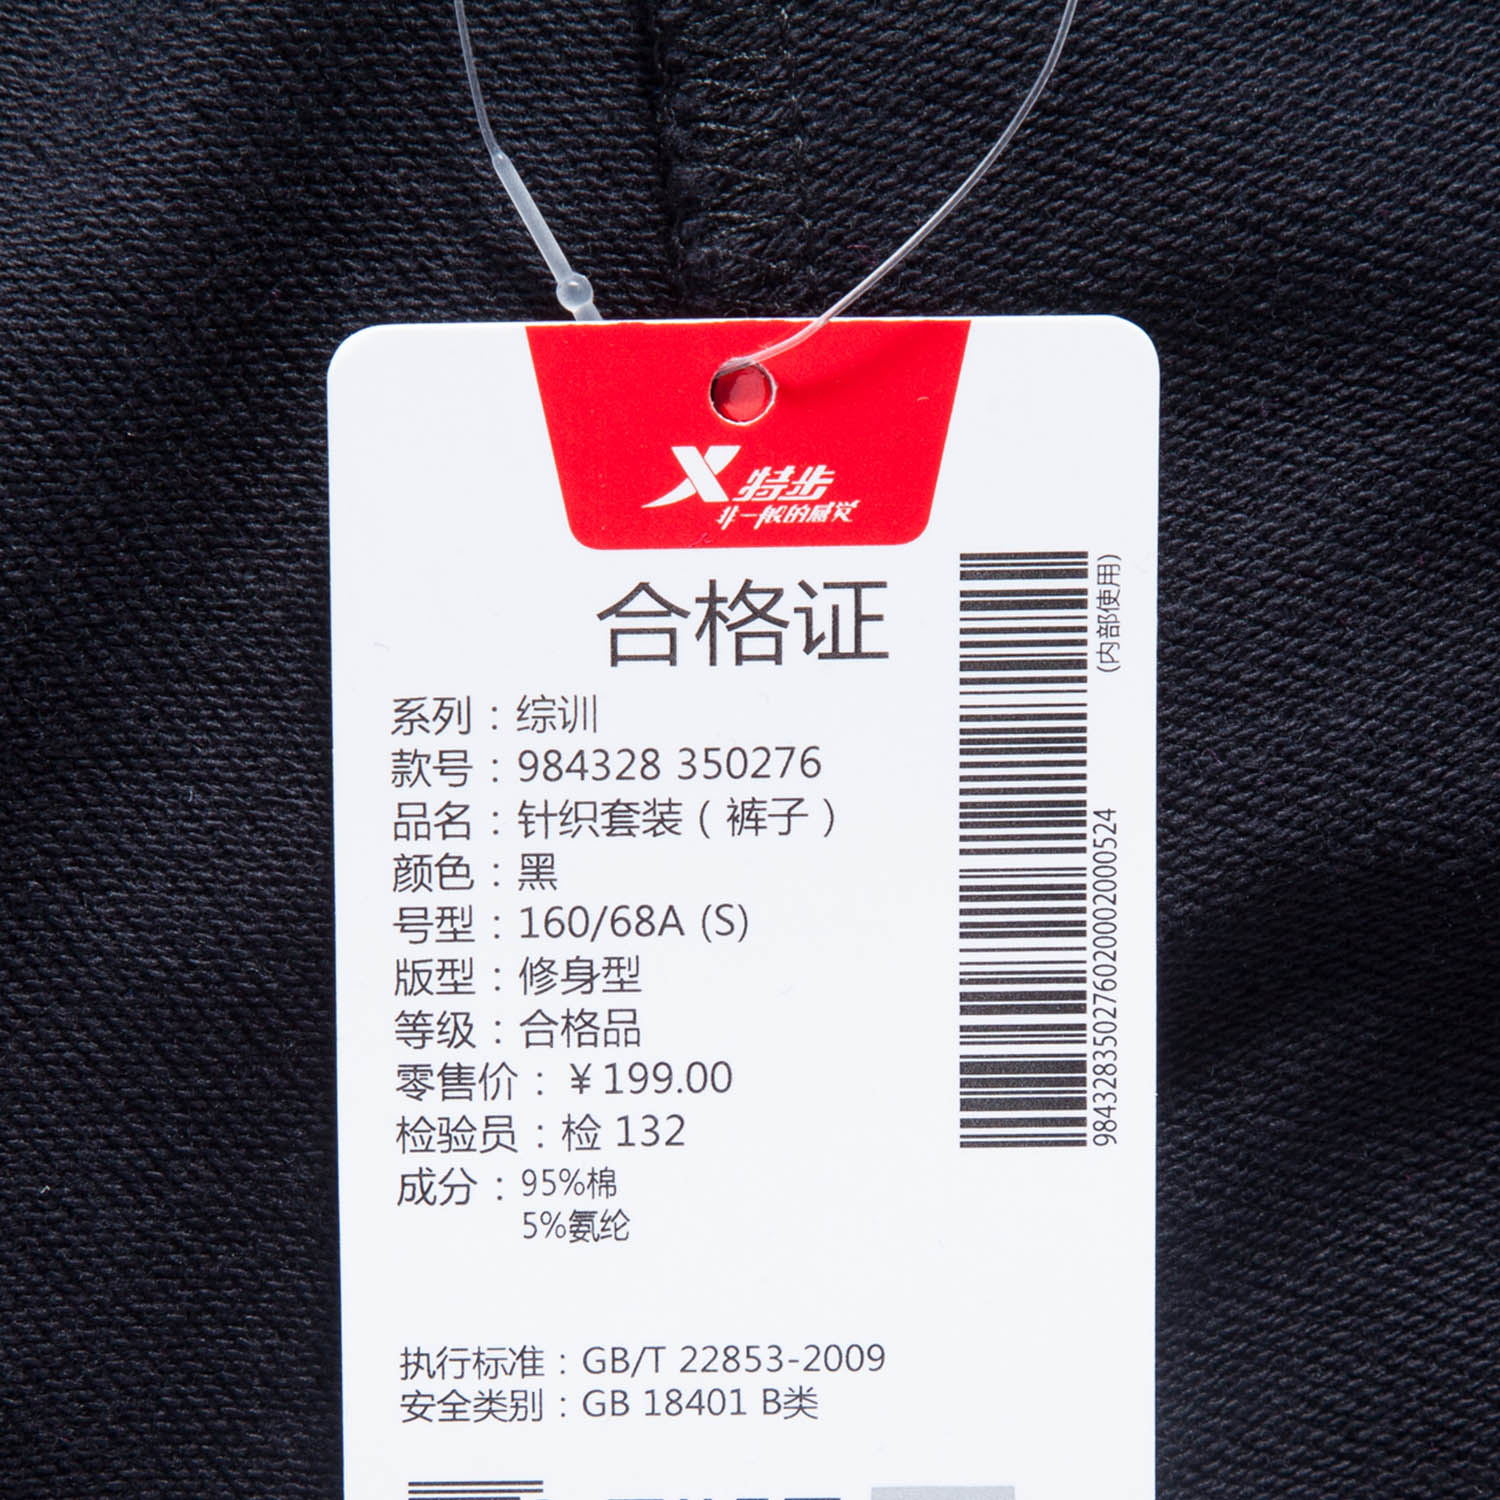 X 特步
非一般的感觉
合格证
系列：综训
款号：984328 350276
品名：针织套装（裤子）
颜色：黑
号型：160/68A (S)
版型：修身型
等级：合格品
零售价：￥199.00
检验员：检 132
成分：95%棉
5%氨纶
执行标准：GB/T 22853-2009
安全类别：GB 18401 B类
(内部使用)
98432835027602000200052​4